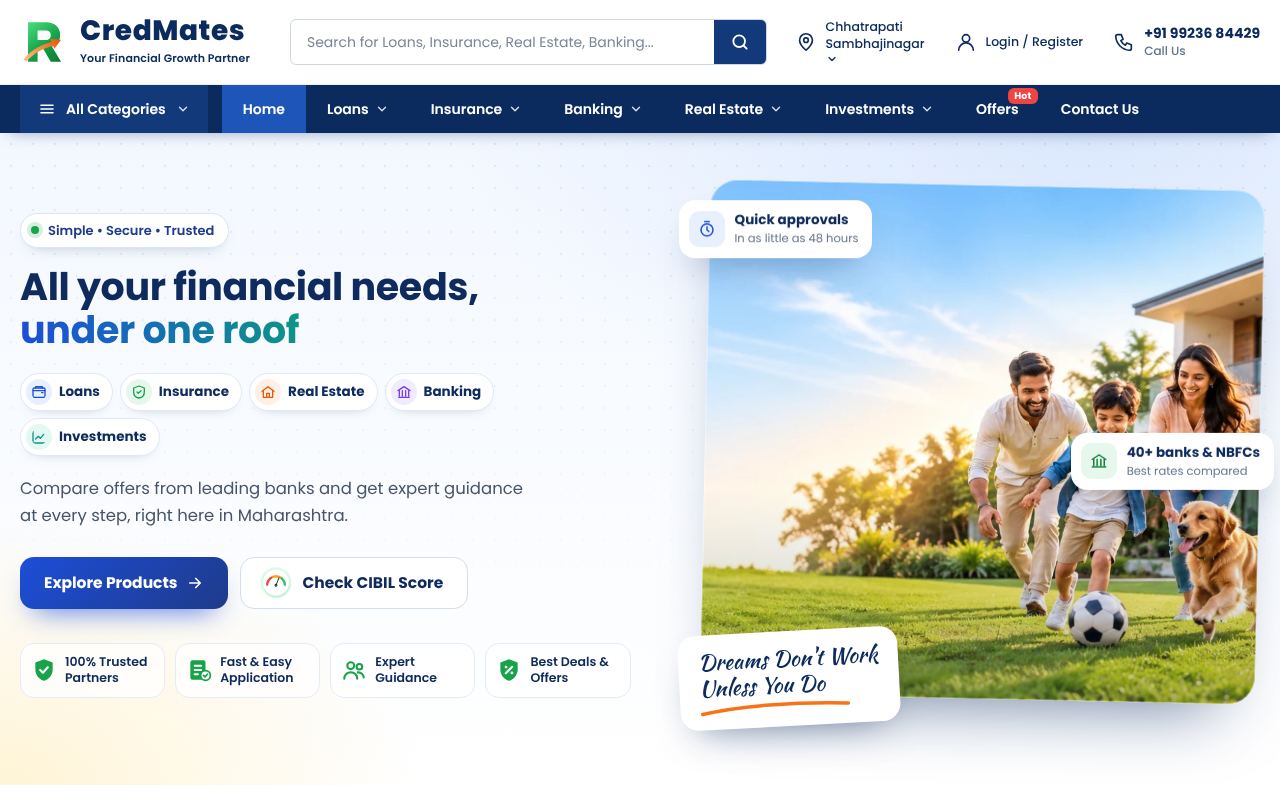 CredMates
Your Financial Growth Partner
Search for Loans, Insurance, Real Estate, Banking...
Chhatrapati
Sambhajinagar
Login / Register
+91 99236 84429
Call Us
All Categories
Home
Loans
Insurance
Banking
Real Estate
Investments
Offers
Hot
Contact Us
Simple • Secure • Trusted
All your financial needs,
under one roof
Loans
Insurance
Real Estate
Banking
Investments
Compare offers from leading banks and get expert guidance
at every step, right here in Maharashtra.
Explore Products
Check CIBIL Score
100% Trusted
Partners
Fast & Easy
Application
Expert
Guidance
Best Deals &
Offers
Quick approvals
In as little as 48 hours
40+ banks & NBFCs
Best rates compared
Dreams Don't Work
Unless You Do